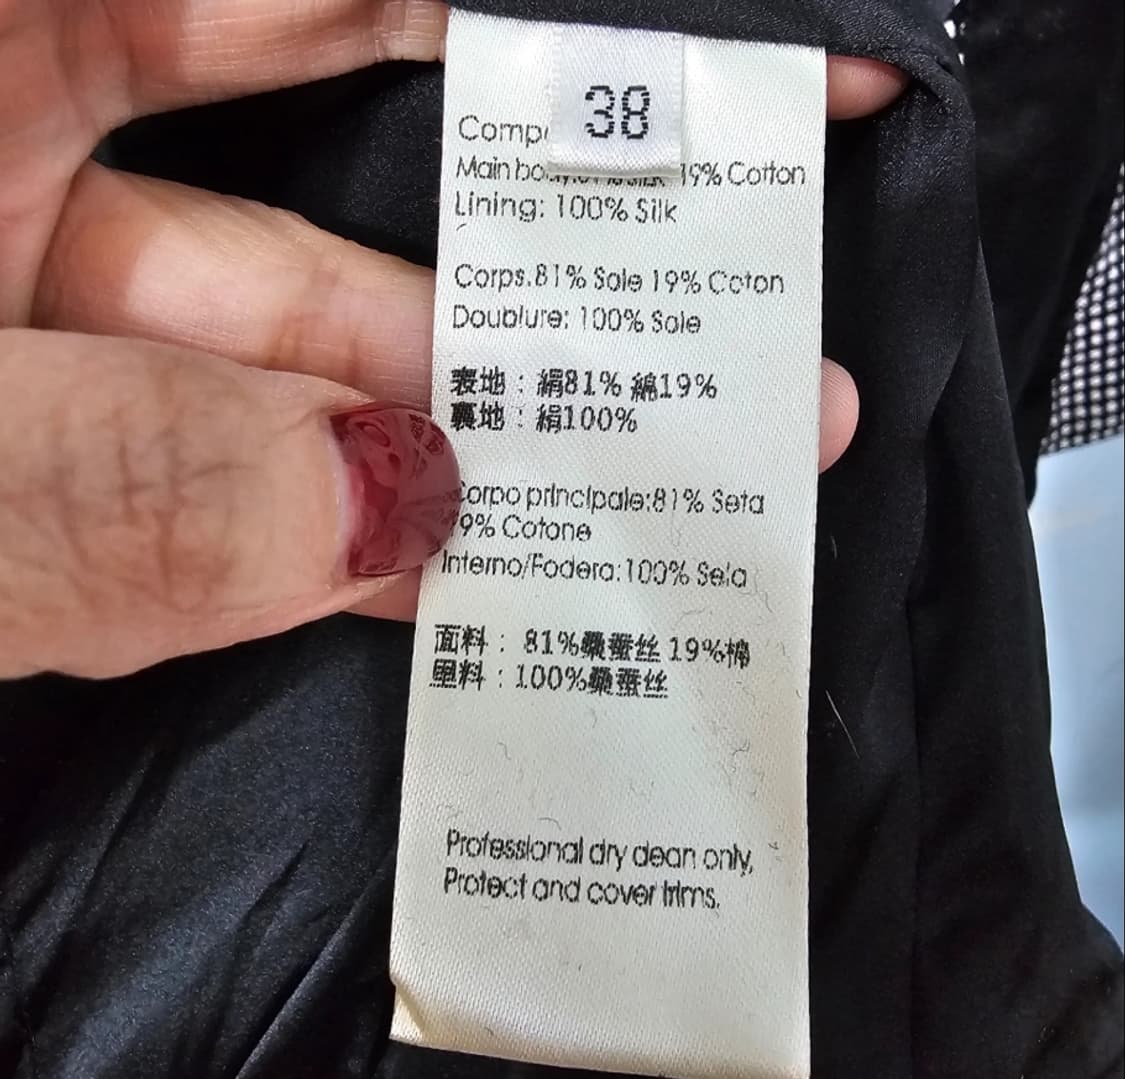 38
Main 19% Cotton
Lining: 100% Silk
Corps.81% Soie 19% Coton
Doublure: 100% Soie
表地：絹81% 綿19%
裏地：絹100%
Corpo principale:81% Seta
19% Cotone
Interno/Fodera:100% Seta
面料：81%桑蚕丝 19%棉
里料：100%桑蚕丝
Professional dry clean only,
Protect and cover trims.